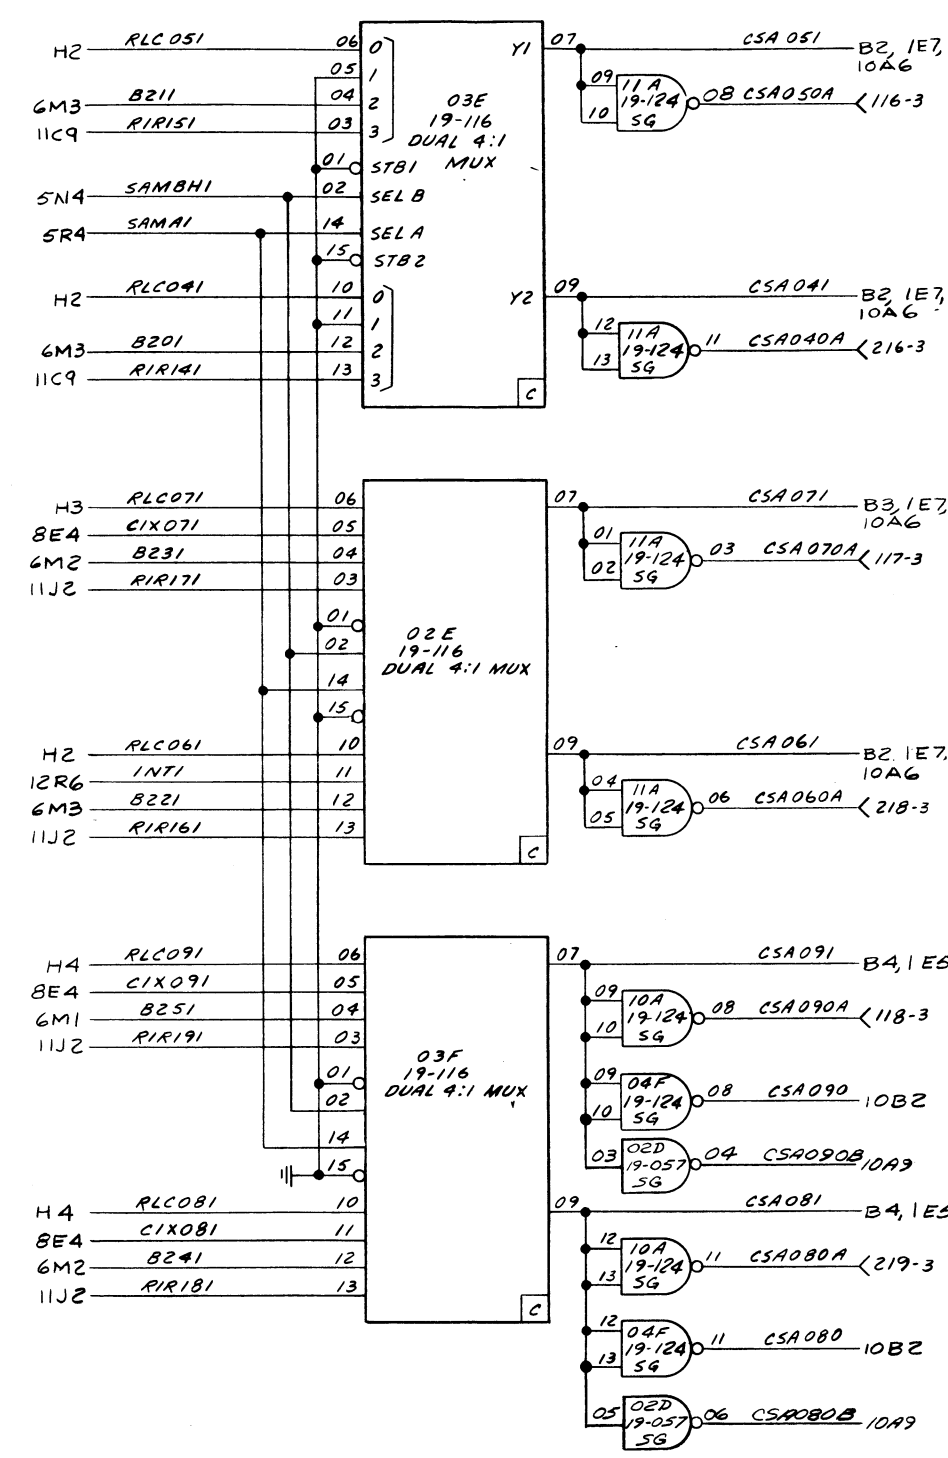 H2 RLC051 06 0 Y1 07 CSA051 B2, 1E7,
10A6
05 1
09 11A
19-124
SG 08 CSA050A 116-3
10
6M3 B211 04 2
03E
19-116
DUAL 4:1
MUX
11C9 R1R151 03 3
01 STB1
5N4 SAMBH1 02 SEL B
5R4 SAMA1 14 SEL A
15 STB2
H2 RLC041 10 0 Y2 09 CSA041 B2, 1E7,
10A6
11 1
12 11A
19-124
SG 11 CSA040A 216-3
13
6M3 B201 12 2
11C9 R1R141 13 3
C
H3 RLC071 06 07 CSA071 B3, 1E7,
10A6
8E4 C1X071 05
01 11A
19-124
SG 03 CSA070A 117-3
02
6M2 B231 04
11J2 R1R171 03
01
02E
19-116
DUAL 4:1 MUX
02
14
15
H2 RLC061 10 09 CSA061 B2, 1E7,
10A6
12R6 INT1 11
04 11A
19-124
SG 06 CSA060A 218-3
05
6M3 B221 12
11J2 R1R161 13
C
H4 RLC091 06 07 CSA091 B4, 1E6
8E4 C1X091 05
09 10A
19-124
SG 08 CSA090A 118-3
10
6M1 B251 04
11J2 R1R191 03
03F
19-116
DUAL 4:1 MUX
01
02
09 04F
19-124
SG 08 CSA090 10B2
10
14
03 02D
19-057
SG 04 CSA090B 10A9
15
H4 RLC081 10 09 CSA081 B4, 1E6
8E4 C1X081 11
12 10A
19-124
SG 11 CSA080A 219-3
13
6M2 B241 12
11J2 R1R181 13
C
12 04F
19-124
SG 11 CSA080 10B2
13
05 02D
19-057
SG 06 CSA080B 10A9